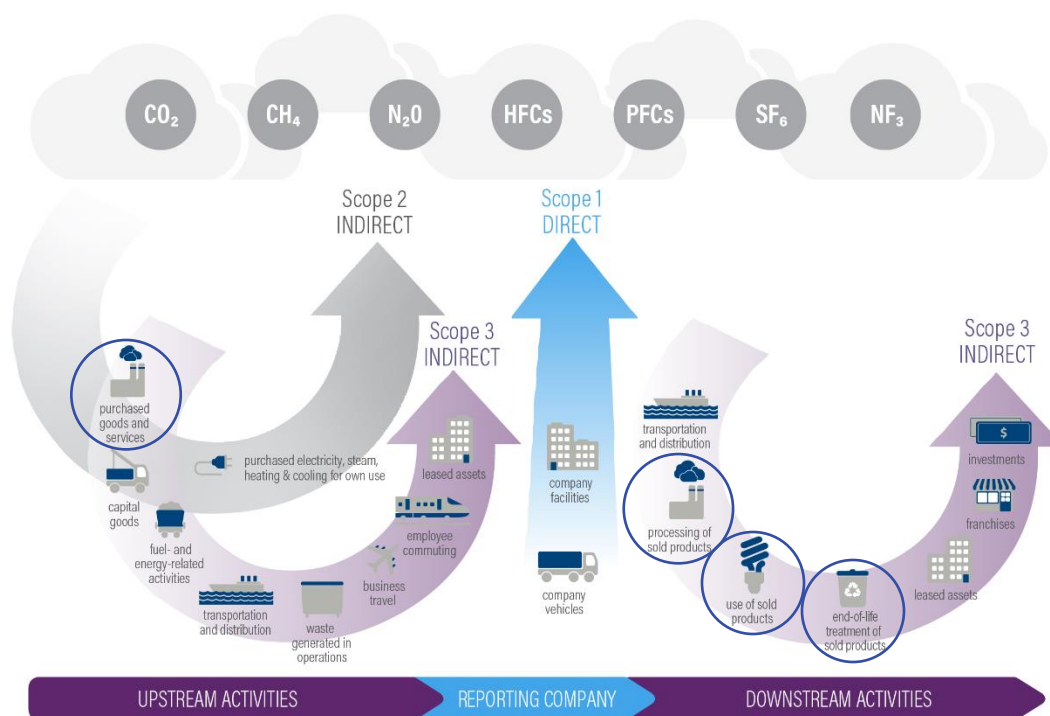 CO₂
CH₄
N₂0
HFCs
PFCs
SF₆
NF₃
Scope 2
INDIRECT
Scope 1
DIRECT
Scope 3
INDIRECT
Scope 3
INDIRECT
purchased
goods and
services
capital
goods
fuel- and
energy-related
activities
transportation
and distribution
waste
generated in
operations
business
travel
employee
commuting
leased assets
purchased electricity, steam,
heating & cooling for own use
company
facilities
company
vehicles
transportation
and distribution
processing of
sold products
use of sold
products
end-of-life
treatment of
sold products
leased assets
franchises
$
investments
UPSTREAM ACTIVITIES
REPORTING COMPANY
DOWNSTREAM ACTIVITIES